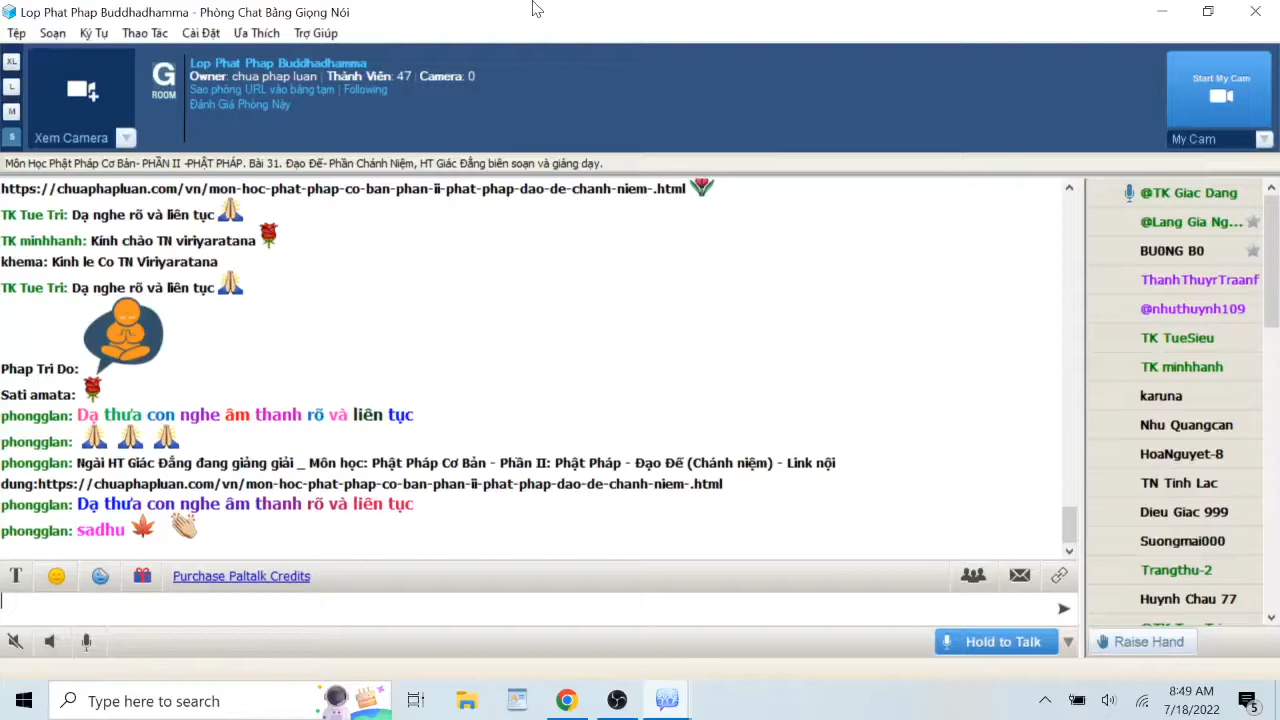 Lop Phat Phap Buddhadhamma - Phòng Chat Bằng Giọng Nói
Tệp Soạn Ký Tự Thao Tác Cài Đặt Ưa Thích Trợ Giúp
XL
L
M
S
Xem Camera
G
ROOM
Lop Phat Phap Buddhadhamma
Owner: chua phap luan | Thành Viên: 47 | Camera: 0
Sao phòng URL vào bảng tạm | Following
Đánh Giá Phòng Này
Start My Cam
My Cam
Môn Học Phật Pháp Cơ Bản- PHẦN II -PHẬT PHÁP. Bài 31. Đạo Đế- Phần Chánh Niệm, HT Giác Đẳng biên soạn và giảng dạy.
https://chuaphapluan.com/vn/mon-hoc-phat-phap-co-ban-phan-ii-phat-phap-dao-de-chanh-niem-.html
TK Tue Tri: Dạ nghe rõ và liên tục
TK minhhanh: Kính chào TN viriyaratana
khema: Kinh le Co TN Viriyaratana
TK Tue Tri: Dạ nghe rõ và liên tục
Phap Tri Do:
Sati amata:
phongglan: Dạ thưa con nghe âm thanh rõ và liên tục
phongglan:
phongglan: Ngài HT Giác Đẳng đang giảng giải _ Môn học: Phật Pháp Cơ Bản - Phần II: Phật Pháp - Đạo Đế (Chánh niệm) - Link nội
dung:https://chuaphapluan.com/vn/mon-hoc-phat-phap-co-ban-phan-ii-phat-phap-dao-de-chanh-niem-.html
phongglan: Dạ thưa con nghe âm thanh rõ và liên tục
phongglan: sadhu
@TK Giac Dang
@Lang Gia Ng...
BU0NG B0
ThanhThuyrTraanf
@nhuthuynh109
TK TueSieu
TK minhhanh
karuna
Nhu Quangcan
HoaNguyet-8
TN Tinh Lac
Dieu Giac 999
Suongmai000
Trangthu-2
Huynh Chau 77
T
Purchase Paltalk Credits
Hold to Talk
Raise Hand
Type here to search
8:49 AM
7/18/2022
5